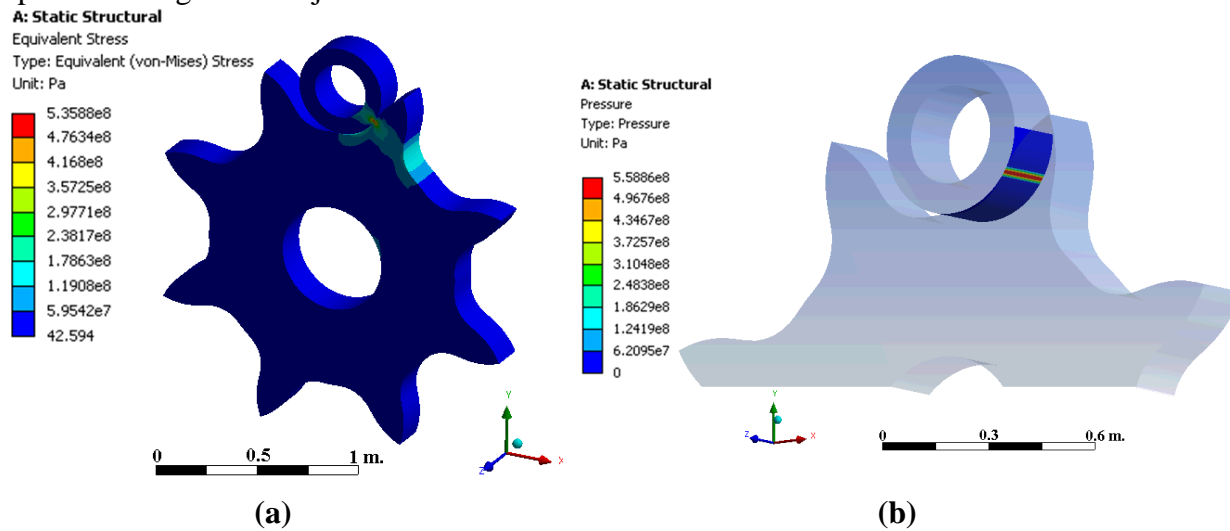 A: Static Structural
Equivalent Stress
Type: Equivalent (von-Mises) Stress
Unit: Pa
5.3588e8
4.7634e8
4.168e8
3.5725e8
2.9771e8
2.3817e8
1.7863e8
1.1908e8
5.9542e7
42.594
0 0.5 1 m.
Y
X
Z
(a)
A: Static Structural
Pressure
Type: Pressure
Unit: Pa
5.5886e8
4.9676e8
4.3467e8
3.7257e8
3.1048e8
2.4838e8
1.8629e8
1.2419e8
6.2095e7
0
Y
Z X
0 0.3 0.6 m.
(b)